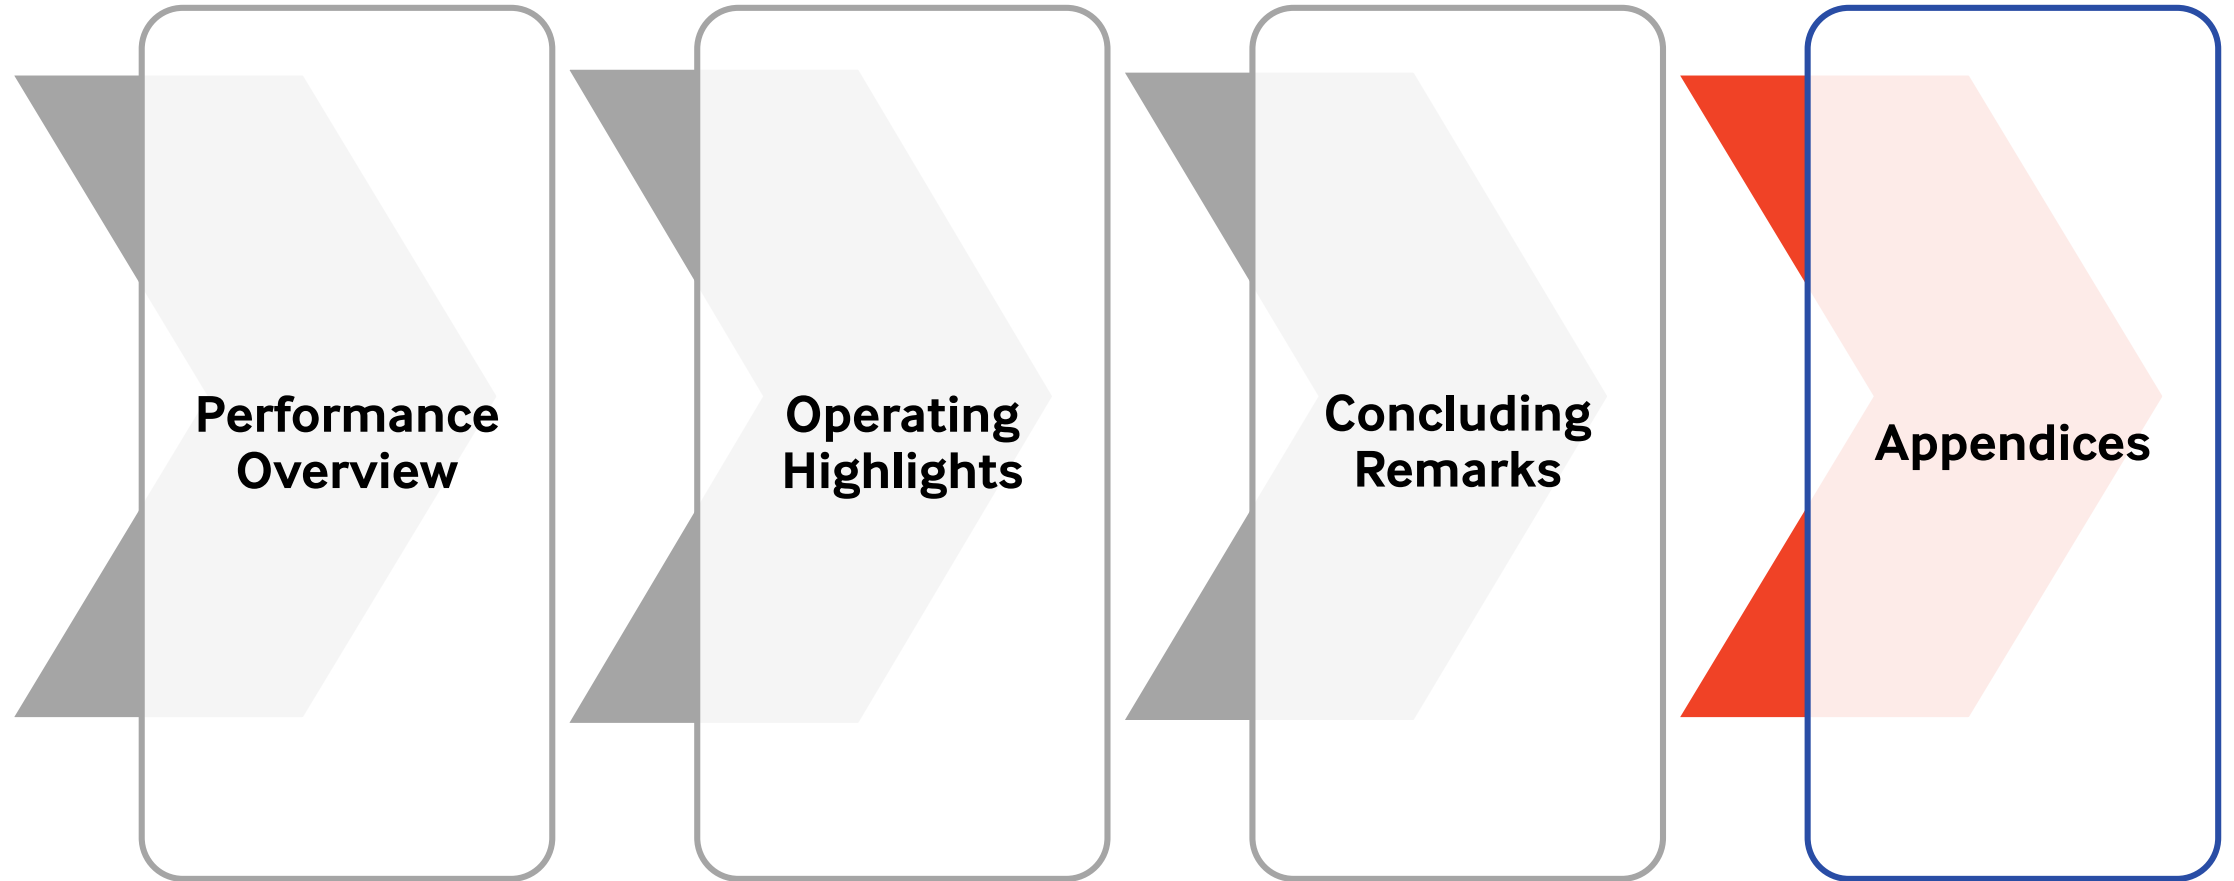 Performance
Overview
Operating
Highlights
Concluding
Remarks
Appendices